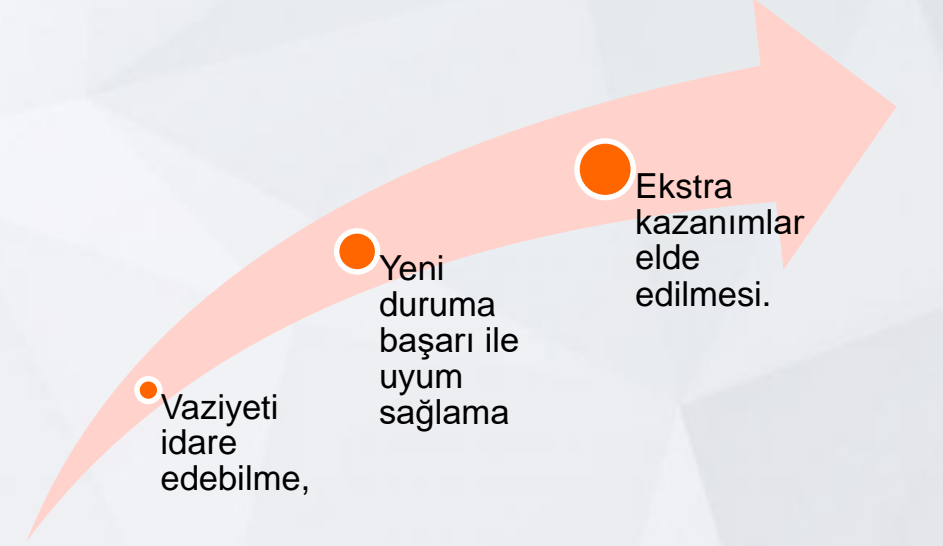 Vaziyeti
idare
edebilme,
Yeni
duruma
başarı ile
uyum
sağlama
Ekstra
kazanımlar
elde
edilmesi.